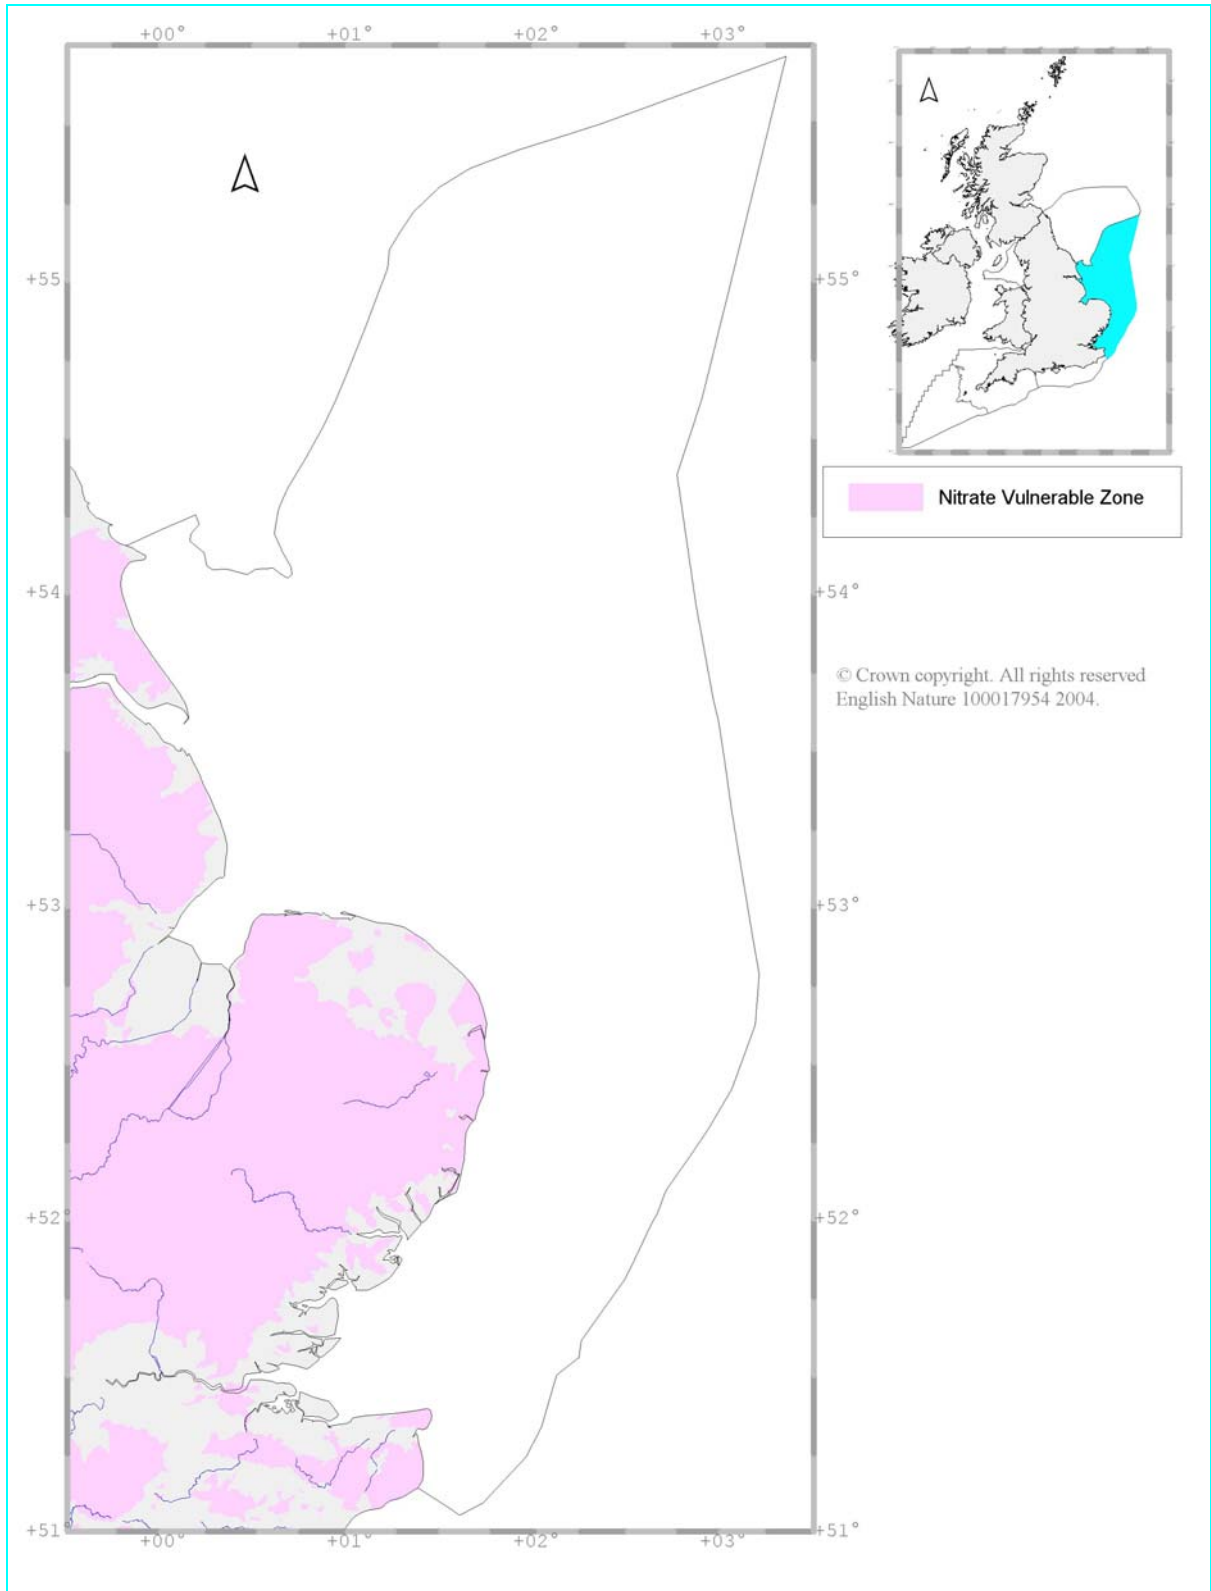 +00° +01° +02° +03°
+55 +55°
Nitrate Vulnerable Zone
+54 +54°
© Crown copyright. All rights reserved
English Nature 100017954 2004.
+53 +53°
+52° +52°
+51° +51°
+00° +01° +02° +03°